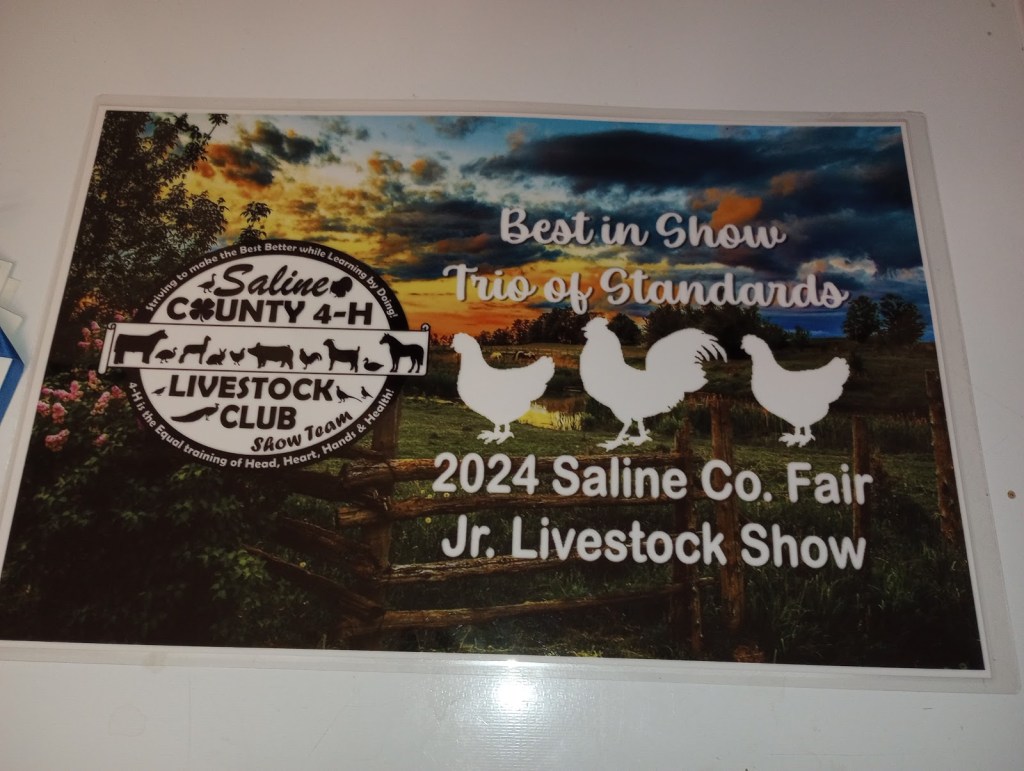 Striving to make the Best Better while Learning by Doing!
Saline
COUNTY 4-H
LIVESTOCK
CLUB
Show Team
4-H is the Equal training of Head, Heart, Hands & Health!
Best in Show
Trio of Standards
2024 Saline Co. Fair
Jr. Livestock Show